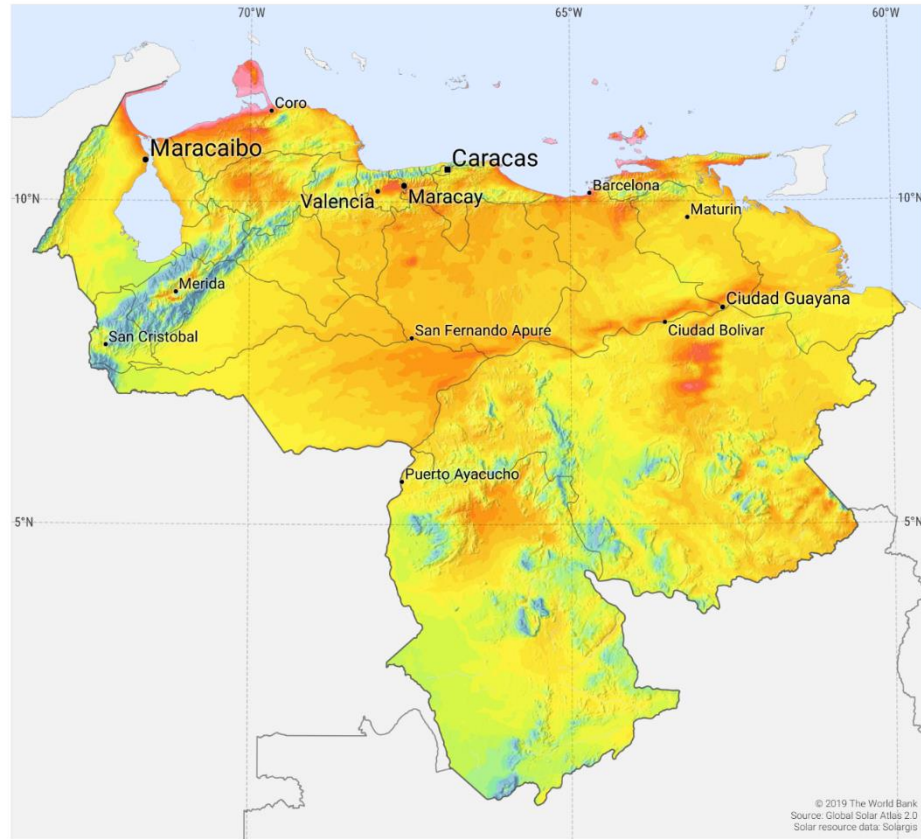 70°W
65°W
60°W
Coro
Maracaibo
Caracas
10°N
Valencia
Maracay
Barcelona
10°N
Maturin
Merida
Ciudad Guayana
San Cristobal
San Fernando Apure
Ciudad Bolivar
Puerto Ayacucho
5°N
5°N
© 2019 The World Bank
Source: Global Solar Atlas 2.0
Solar resource data: Solargis